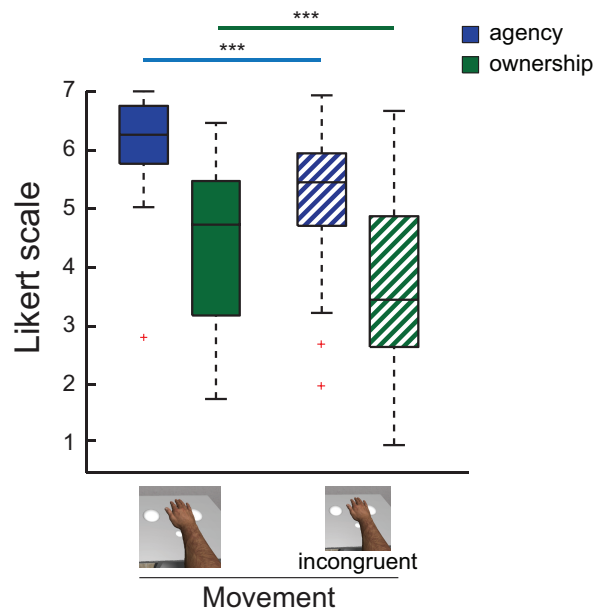 ***
***
agency
ownership
7
6
5
4
3
2
1
Likert scale
incongruent
Movement